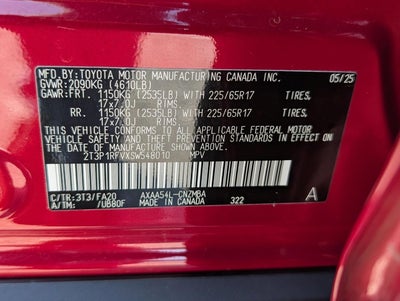 MFD.BY:TOYOTA MOTOR MANUFACTURING CANADA INC. 05/25
GVWR:2090KG (4610LB)
GAWR:FRT. 1150KG (2535LB) WITH 225/65R17 TIRES.
17x7.0J RIMS.
RR. 1150KG (2535LB) WITH 225/65R17 TIRES.
17x7.0J RIMS.
THIS VEHICLE CONFORMS TO ALL APPLICABLE FEDERAL MOTOR
VEHICLE SAFETY AND THEFT PREVENTION STANDARDS IN EFFECT ON
THE DATE OF MANUFACTURE SHOWN ABOVE.
2T3P1RFVXSW548010 MPV
C/TR:3T3/FA20 AXAA54L-CNZMBA
A/TM: /UB80F MADE IN CANADA 322 A